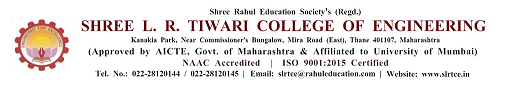 Shree Rahul Education Society's (Regd.)
SHREE L. R. TIWARI COLLEGE OF ENGINEERING
Kanakia Park, Near Commissioner's Bungalow, Mira Road (East), Thane 401107, Maharashtra
(Approved by AICTE, Govt. of Maharashtra & Affiliated to University of Mumbai)
NAAC Accredited | ISO 9001:2015 Certified
Tel. No.: 022-28120144 / 022-28120145 | Email: slrtce@rahuleducation.com | Website: www.slrtce.in